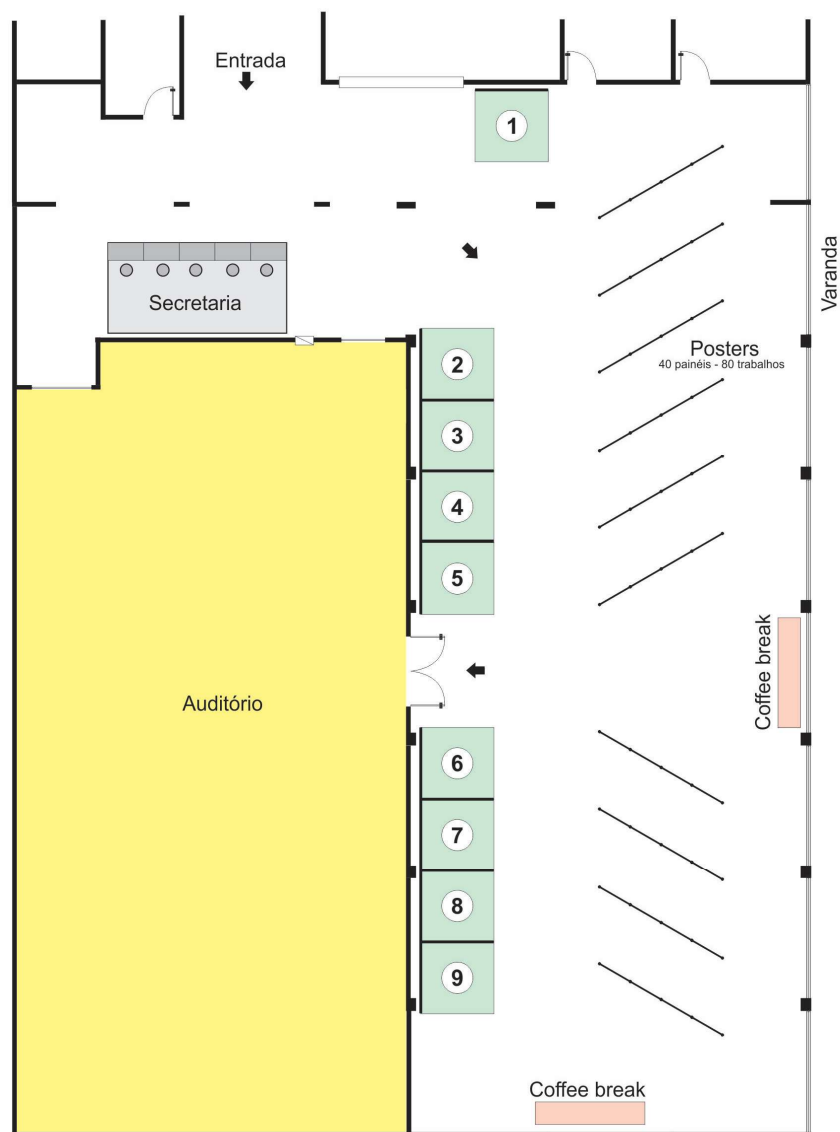 Entrada
1
Varanda
Secretaria
Posters
40 painéis - 80 trabalhos
2
3
4
5
Coffee break
Auditório
6
7
8
9
Coffee break